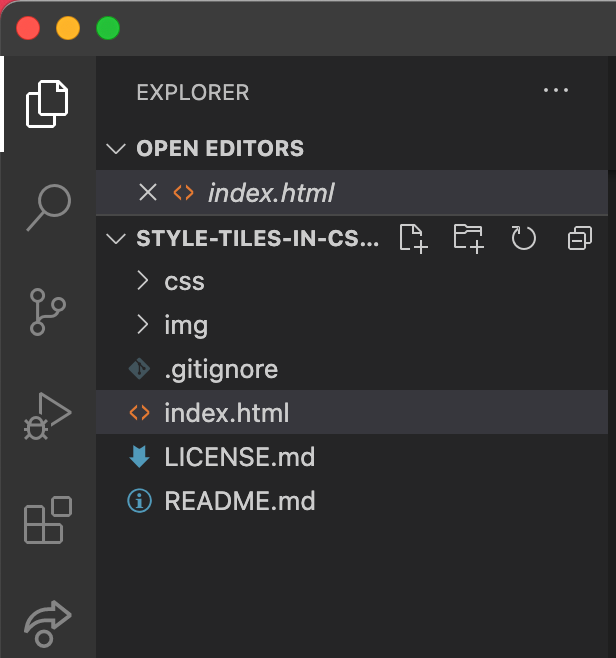 EXPLORER
OPEN EDITORS
index.html
STYLE-TILES-IN-CS...
css
img
.gitignore
index.html
LICENSE.md
README.md